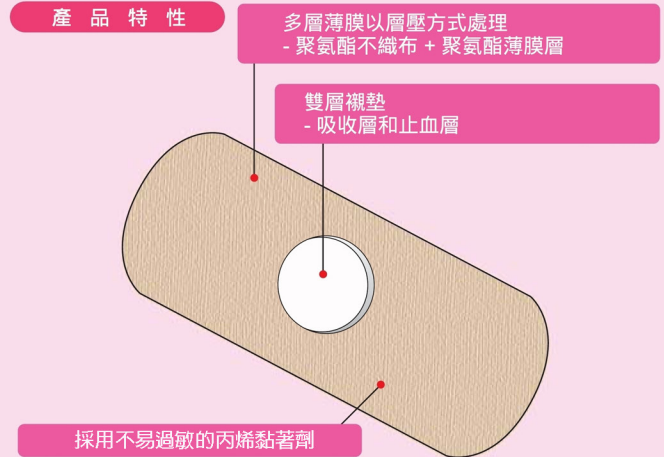 產品特性
多層薄膜以層壓方式處理
- 聚氨酯不織布 + 聚氨酯薄膜層
雙層襯墊
- 吸收層和止血層
採用不易過敏的丙烯黏著劑